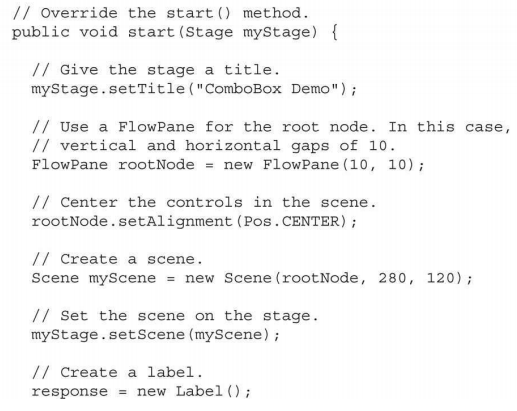 // Override the start() method.
public void start(Stage myStage) {
// Give the stage a title.
myStage.setTitle("ComboBox Demo");
// Use a FlowPane for the root node. In this case,
// vertical and horizontal gaps of 10.
FlowPane rootNode = new FlowPane(10, 10);
// Center the controls in the scene.
rootNode.setAlignment(Pos.CENTER);
// Create a scene.
Scene myScene = new Scene(rootNode, 280, 120);
// Set the scene on the stage.
myStage.setScene(myScene);
// Create a label.
response = new Label();